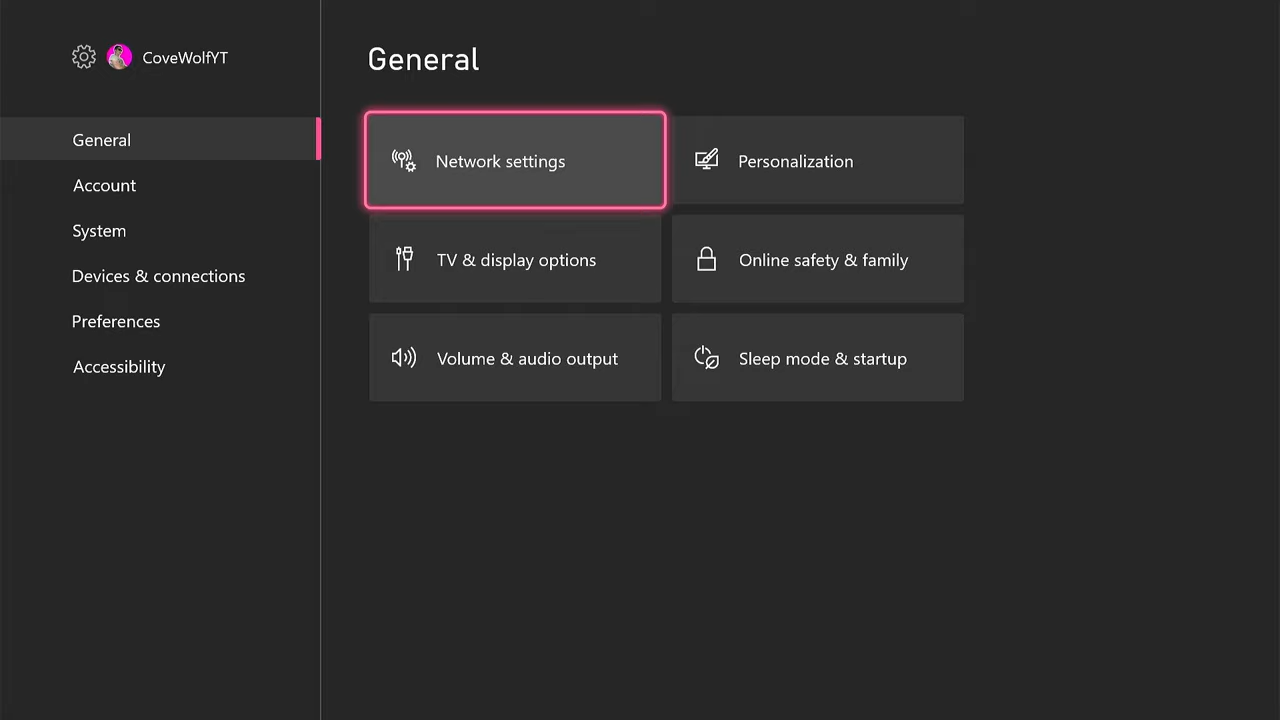 CoveWolfYT
General
Account
System
Devices & connections
Preferences
Accessibility
General
Network settings
Personalization
TV & display options
Online safety & family
Volume & audio output
Sleep mode & startup